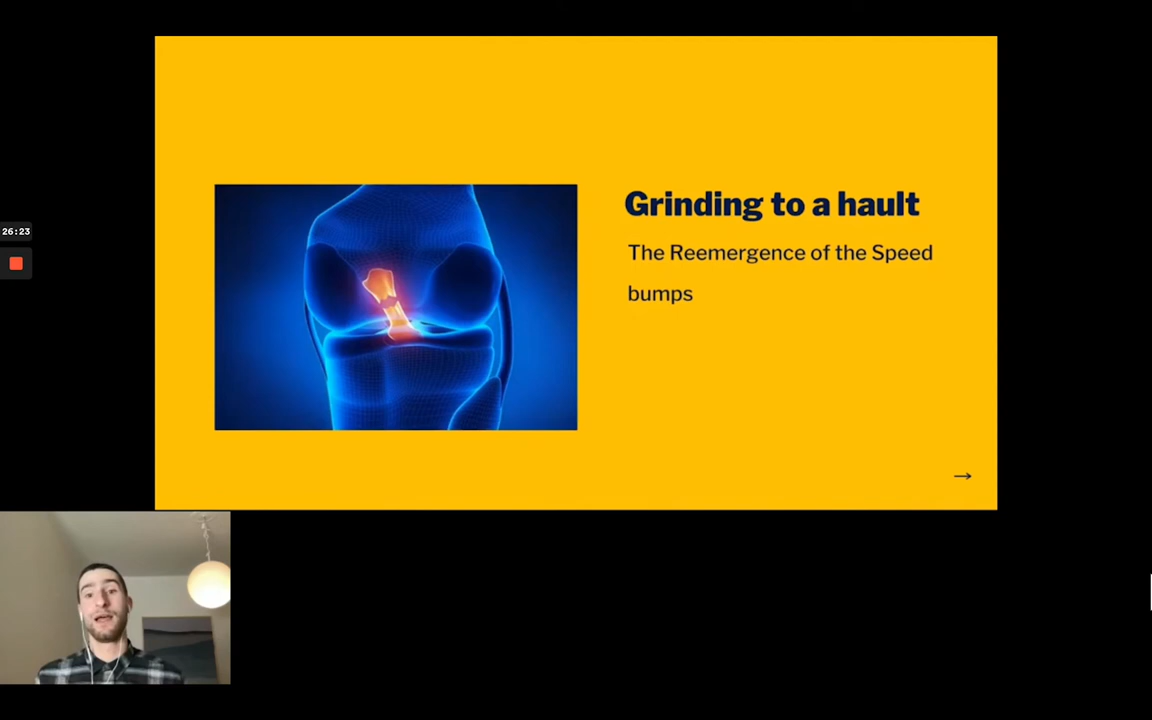 Grinding to a hault
The Reemergence of the Speed
bumps
26:23